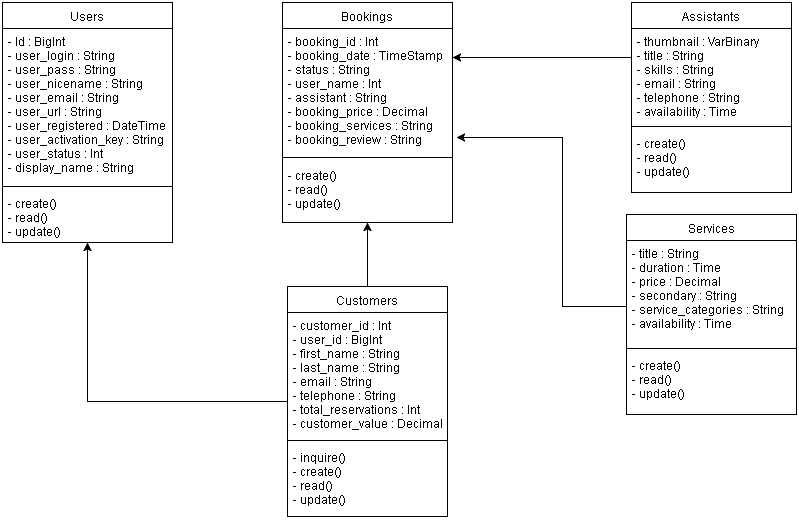 Users
- Id : BigInt
- user_login : String
- user_pass : String
- user_nicename : String
- user_email : String
- user_url : String
- user_registered : DateTime
- user_activation_key : String
- user_status : Int
- display_name : String
- create()
- read()
- update()
Bookings
- booking_id : Int
- booking_date : TimeStamp
- status : String
- user_name : Int
- assistant : String
- booking_price : Decimal
- booking_services : String
- booking_review : String
- create()
- read()
- update()
Assistants
- thumbnail : VarBinary
- title : String
- skills : String
- email : String
- telephone : String
- availability : Time
- create()
- read()
- update()
Services
- title : String
- duration : Time
- price : Decimal
- secondary : String
- service_categories : String
- availability : Time
- create()
- read()
- update()
Customers
- customer_id : Int
- user_id : BigInt
- first_name : String
- last_name : String
- email : String
- telephone : String
- total_reservations : Int
- customer_value : Decimal
- inquire()
- create()
- read()
- update()